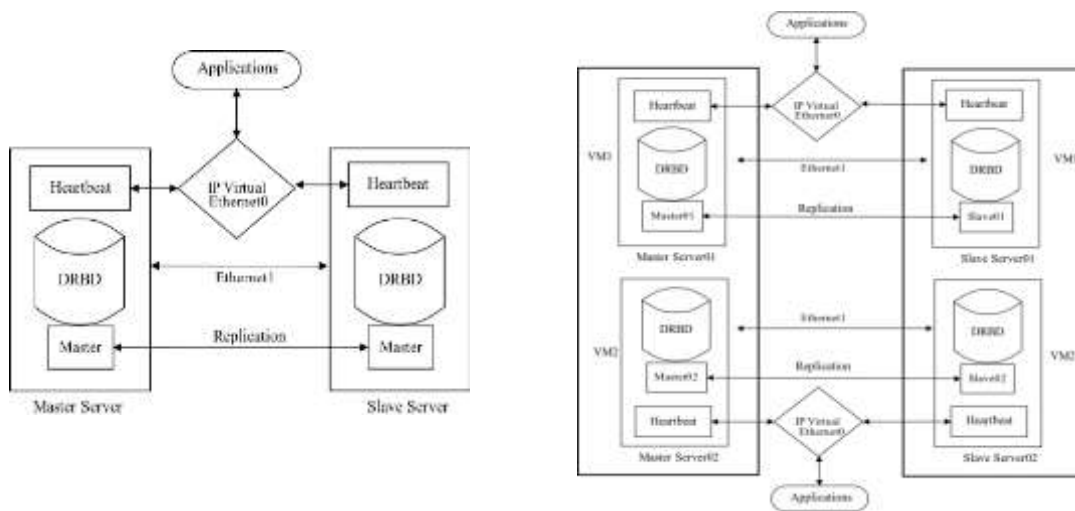 Applications
IP Virtual
Ethernet0
Heartbeat
Heartbeat
DRBD
DRBD
Ethernet1
Replication
Master
Master
Master Server
Slave Server
Applications
IP Virtual
Ethernet0
Heartbeat
Heartbeat
VM1
DRBD
Ethernet1
DRBD
VM1
Master01
Replication
Slave01
Master Server01
Slave Server01
DRBD
Ethernet1
DRBD
VM2
VM2
Master02
Replication
Slave02
Heartbeat
IP Virtual
Ethernet0
Heartbeat
Master Server02
Slave Server02
Applications